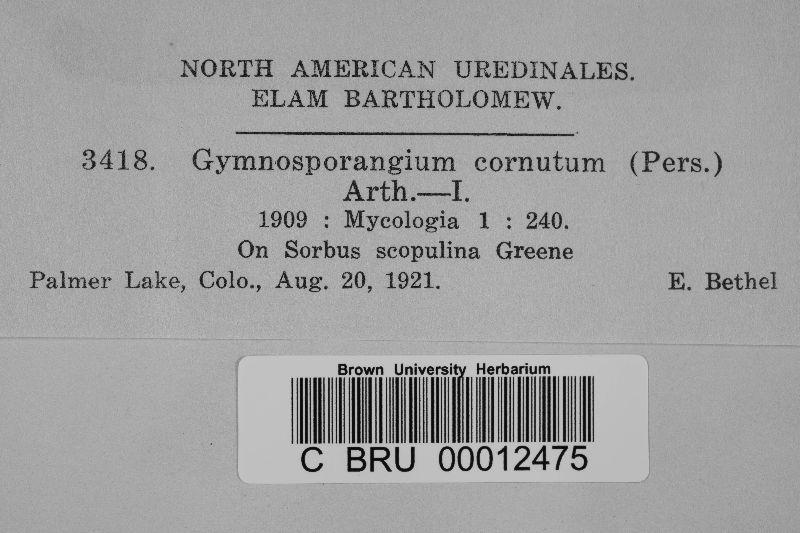 NORTH AMERICAN UREDINALES.
ELAM BARTHOLOMEW.
3418. Gymnosporangium cornutum (Pers.)
Arth.—I.
1909 : Mycologia 1 : 240.
On Sorbus scopulina Greene
Palmer Lake, Colo., Aug. 20, 1921. E. Bethel
Brown University Herbarium
C BRU 00012475